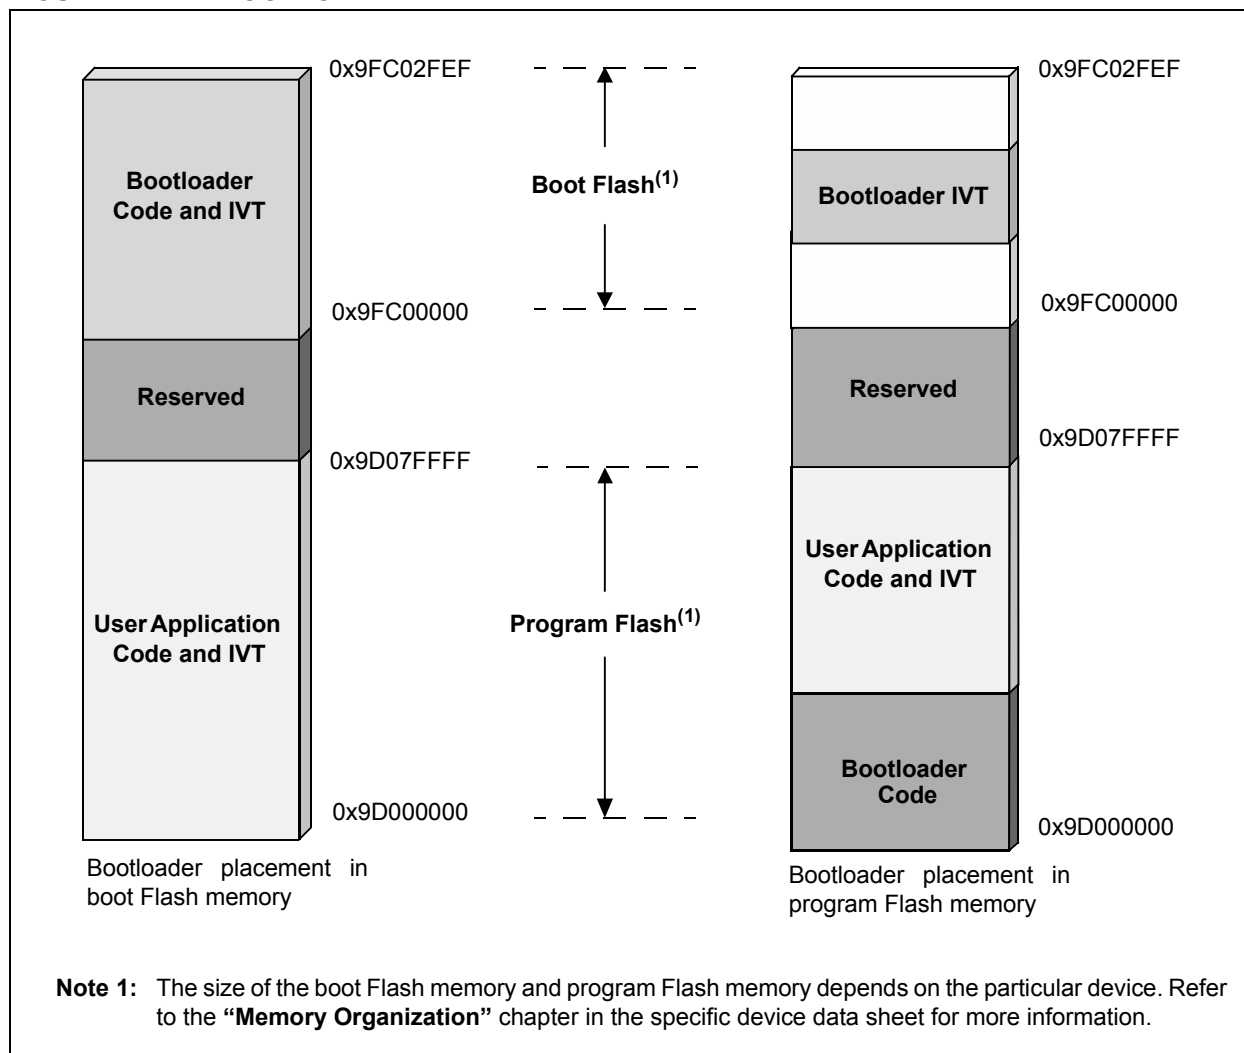 0x9FC02FEF
Bootloader
Code and IVT
0x9FC00000
Reserved
0x9D07FFFF
User Application
Code and IVT
0x9D000000
Bootloader placement in
boot Flash memory
Boot Flash(1)
Program Flash(1)
0x9FC02FEF
Bootloader IVT
0x9FC00000
Reserved
0x9D07FFFF
User Application
Code and IVT
Bootloader
Code
0x9D000000
Bootloader placement in
program Flash memory
Note 1: The size of the boot Flash memory and program Flash memory depends on the particular device. Refer
to the “Memory Organization” chapter in the specific device data sheet for more information.